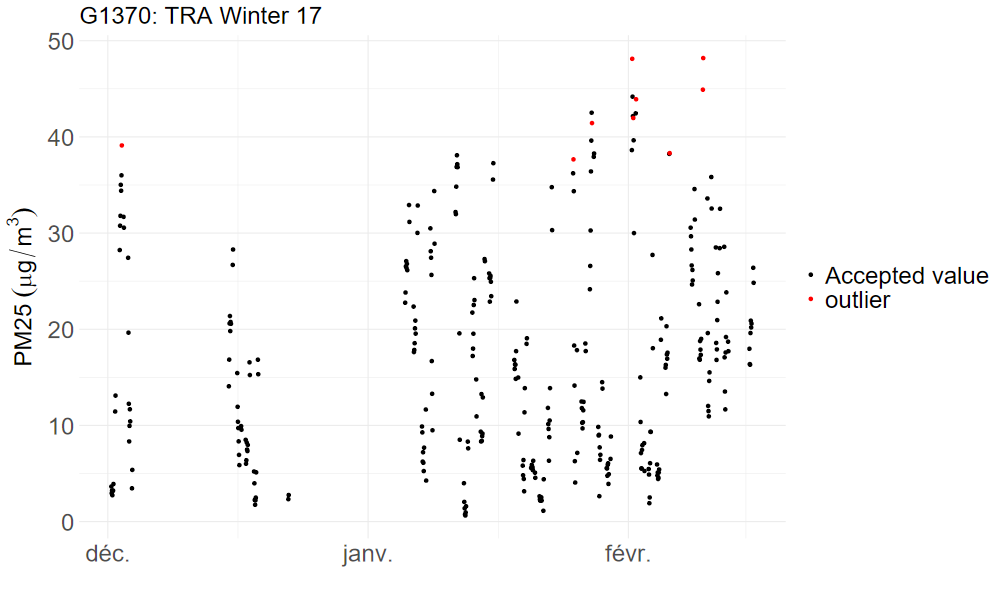 G1370: TRA Winter 17
PM25 (μg/m³)
50
40
30
20
10
0
déc.
janv.
févr.
Accepted value
outlier